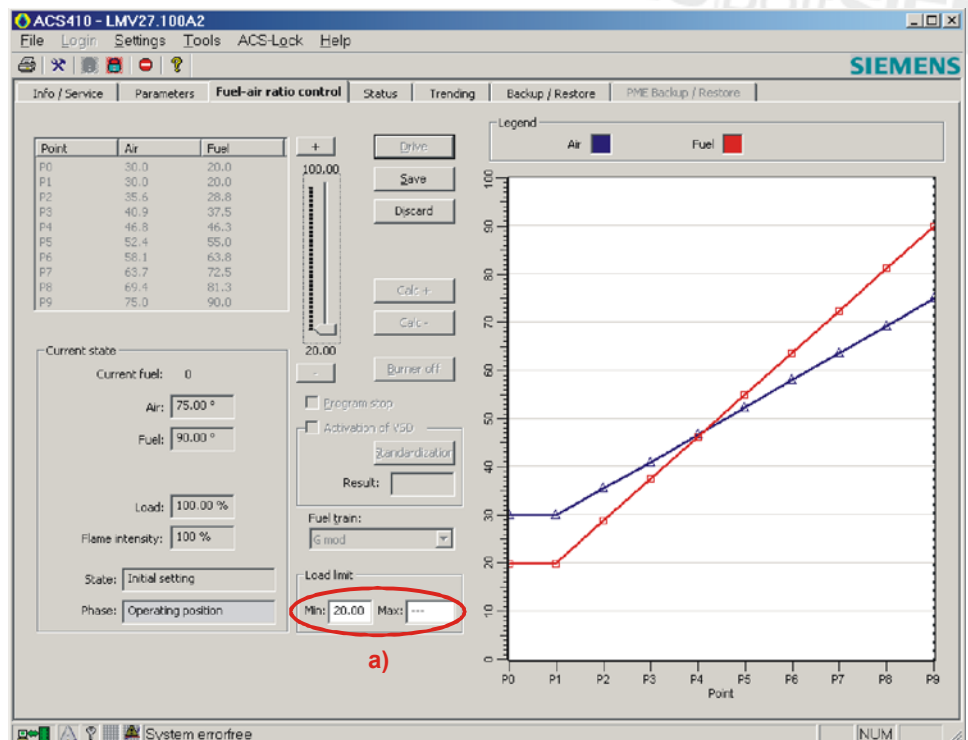 ACS410 - LMV27.100A2
File Login Settings Tools ACS-Lock Help
SIEMENS
Info / Service Parameters Fuel-air ratio control Status Trending Backup / Restore PME Backup / Restore
Point Air Fuel
P0 30.0 20.0
P1 30.0 20.0
P2 35.6 28.8
P3 40.9 37.5
P4 46.8 46.3
P5 52.4 55.0
P6 58.1 63.8
P7 63.7 72.5
P8 69.4 81.3
P9 75.0 90.0
+
100.00
20.00
-
Drive
Save
Discard
Calc +
Calc -
Burner off
Program stop
Activation of VSD
Standardization
Result:
Fuel train:
G mod
Load limit
Min: 20.00 Max: ---
a)
Current state
Current fuel: 0
Air: 75.00 °
Fuel: 90.00 °
Load: 100.00 %
Flame intensity: 100 %
State: Initial setting
Phase: Operating position
Legend
Air Fuel
100
90
80
70
60
50
40
30
20
10
0
P0 P1 P2 P3 P4 P5 P6 P7 P8 P9
Point
System errorfree
NUM